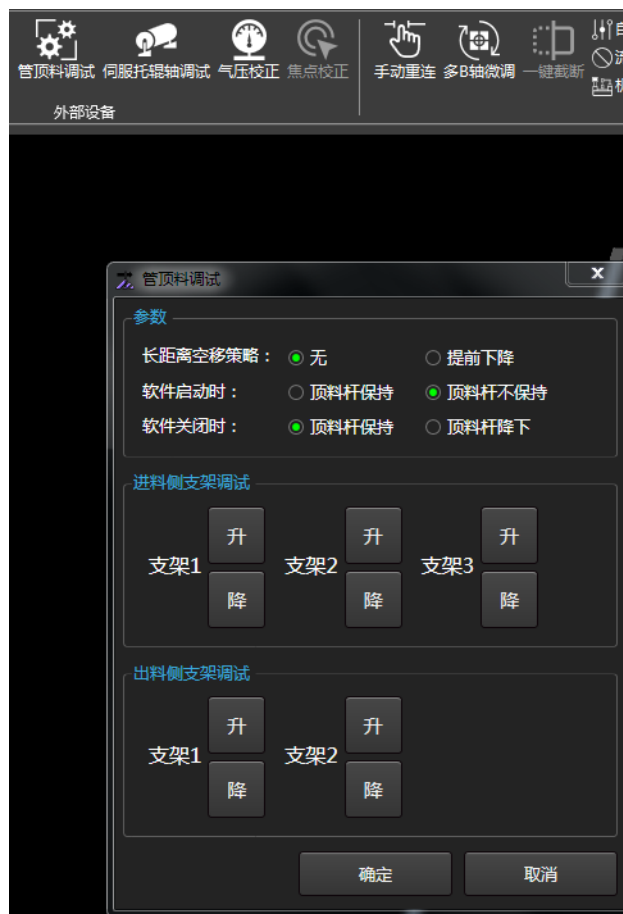 管顶料调试 伺服托辊轴调试 气压校正 焦点校正 手动重连 多B轴微调 一键截断
外部设备
管顶料调试 x
参数
长距离空移策略： 无 提前下降
软件启动时： 顶料杆保持 顶料杆不保持
软件关闭时： 顶料杆保持 顶料杆降下
进料侧支架调试
升 升 升
支架1 支架2 支架3
降 降 降
出料侧支架调试
升 升
支架1 支架2
降 降
确定 取消